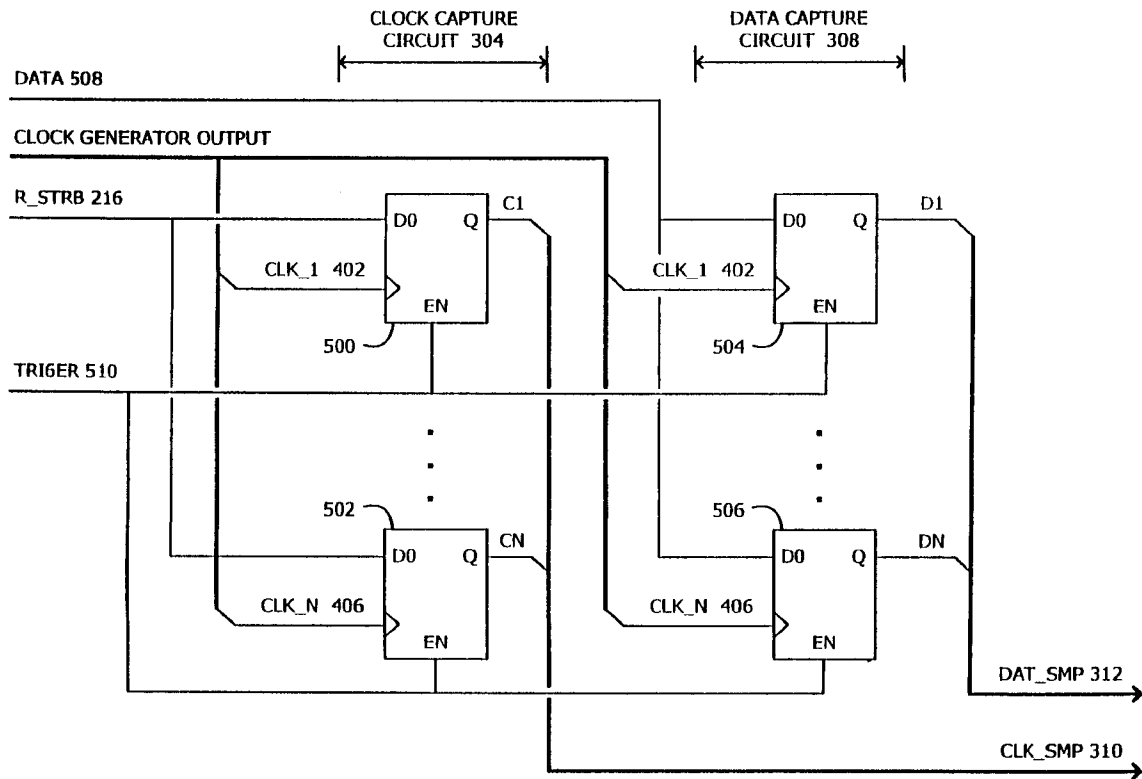 CLOCK CAPTURE
CIRCUIT 304
DATA CAPTURE
CIRCUIT 308
DATA 508
CLOCK GENERATOR OUTPUT
R_STRB 216
D0 Q C1
D0 Q D1
CLK_1 402
CLK_1 402
EN
EN
500
504
TRI6ER 510
502
506
D0 Q CN
D0 Q DN
CLK_N 406
CLK_N 406
EN
EN
DAT_SMP 312
CLK_SMP 310